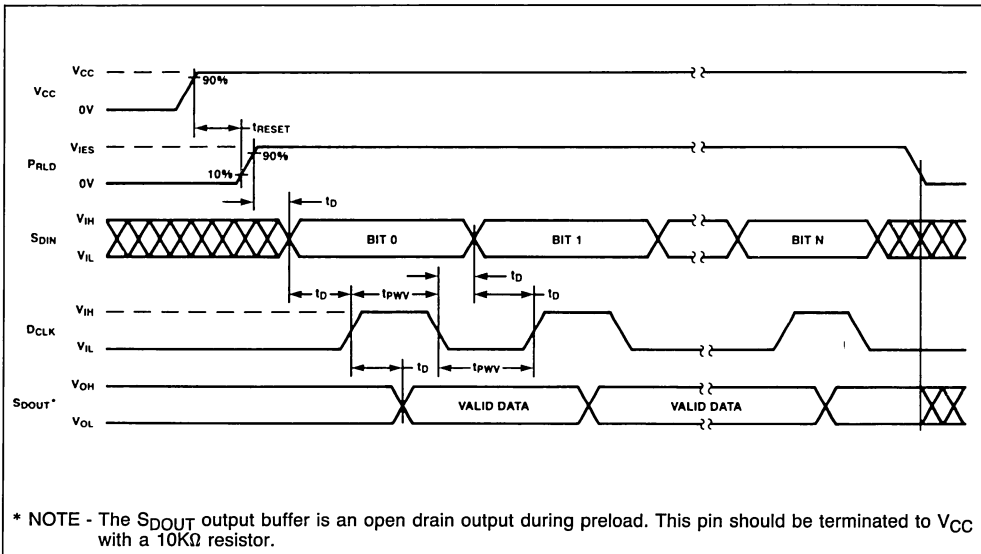 VCC
90%
VCC
0V
tRESET
VIES
90%
PRLD
10%
0V
tD
VIH
SDIN
BIT 0
BIT 1
BIT N
VIL
tD
tPWV
tD
tD
VIH
DCLK
VIL
tD
tPWV
VOH
SDOUT*
VALID DATA
VALID DATA
VOL
* NOTE - The SDOUT output buffer is an open drain output during preload. This pin should be terminated to VCC
with a 10KΩ resistor.